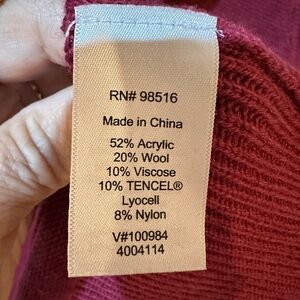 RN# 98516
Made in China
52% Acrylic
20% Wool
10% Viscose
10% TENCEL®
Lyocell
8% Nylon
V#100984
4004114